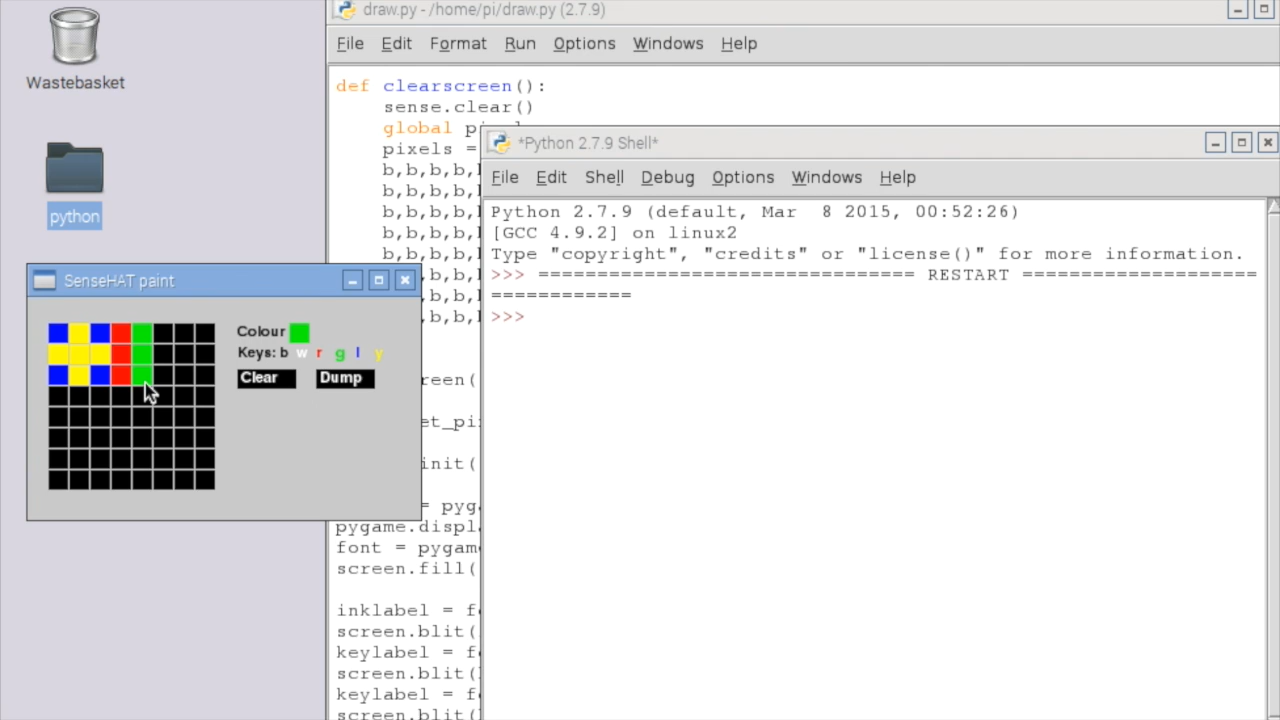 Wastebasket
python
draw.py - /home/pi/draw.py (2.7.9)
File Edit Format Run Options Windows Help
def clearscreen():
sense.clear()
global
pixels =
b,b,b,b,
b,b,b,b,
b,b,b,b,
b,b,b,b,
b,b,b,b,
pygame.displ
font = pygame
screen.fill(
inklabel =
screen.blit(
keylabel =
screen.blit(
keylabel =
screen.blit(
*Python 2.7.9 Shell*
File Edit Shell Debug Options Windows Help
Python 2.7.9 (default, Mar 8 2015, 00:52:26)
[GCC 4.9.2] on linux2
Type "copyright", "credits" or "license()" for more information.
>>> ================================ RESTART ====================
============
>>>
SenseHAT paint
Colour
Keys: b w r g l y
Clear Dump